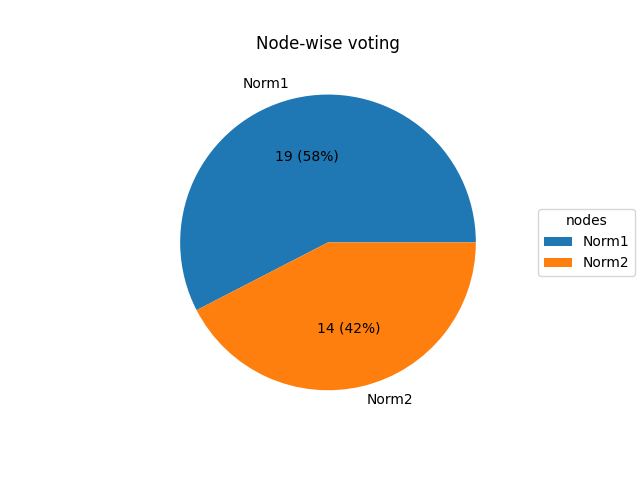 Node-wise voting
Norm1
19 (58%)
nodes
Norm1
Norm2
14 (42%)
Norm2